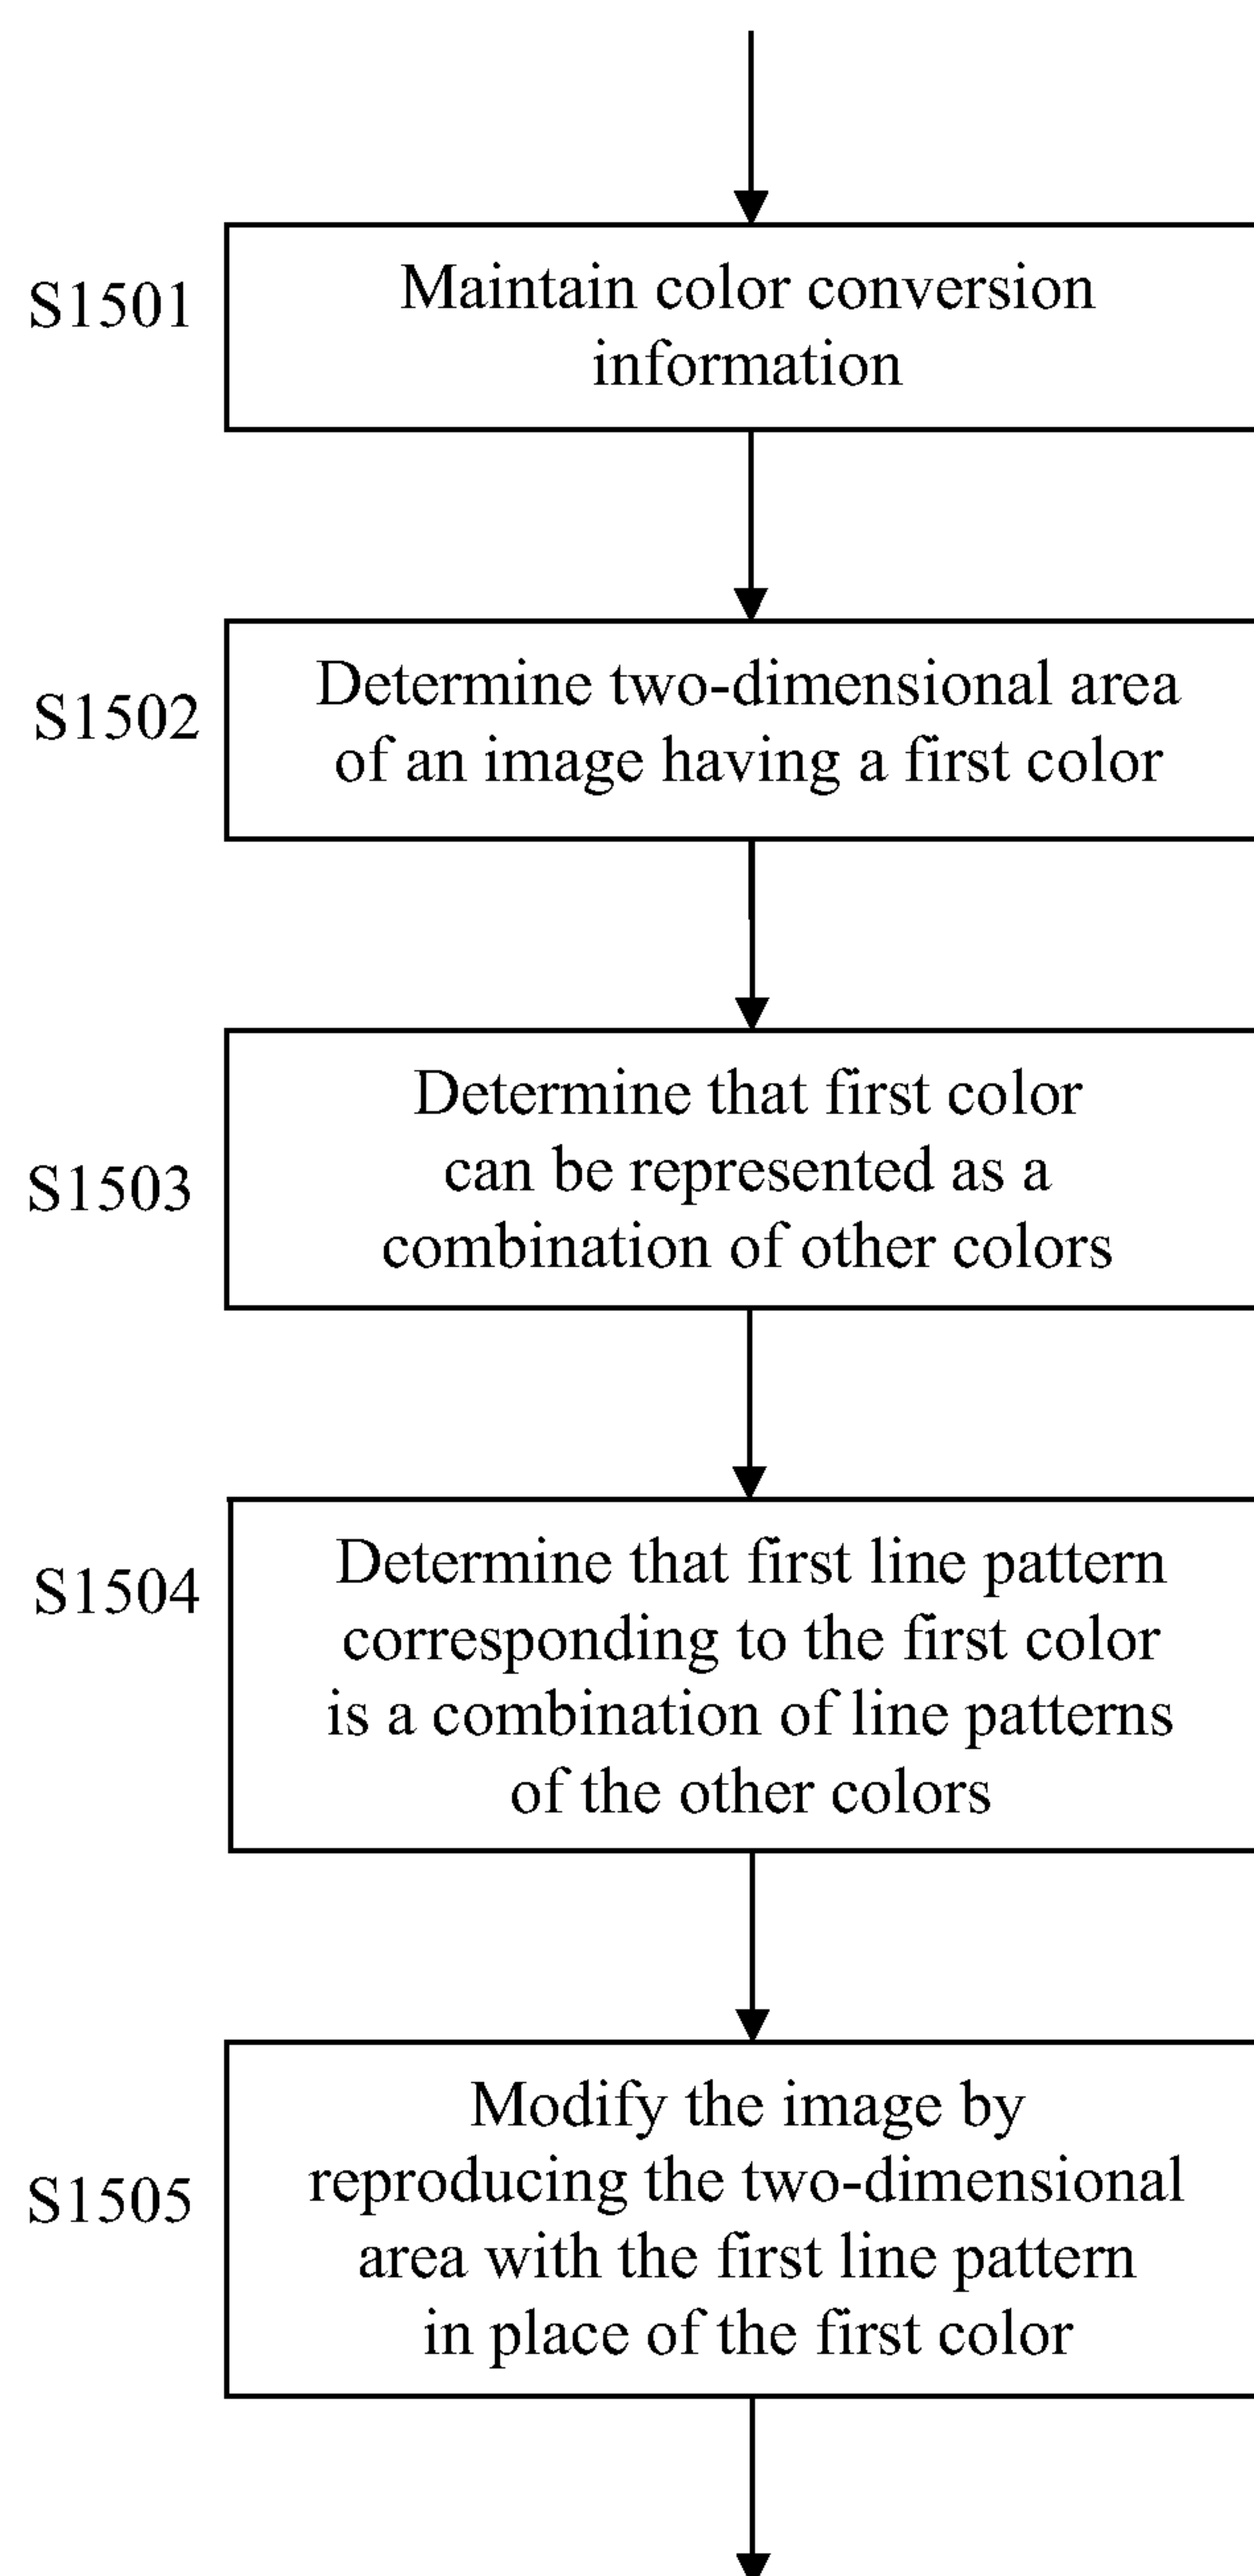 S1501
Maintain color conversion
information
S1502
Determine two-dimensional area
of an image having a first color
S1503
Determine that first color
can be represented as a
combination of other colors
S1504
Determine that first line pattern
corresponding to the first color
is a combination of line patterns
of the other colors
S1505
Modify the image by
reproducing the two-dimensional
area with the first line pattern
in place of the first color